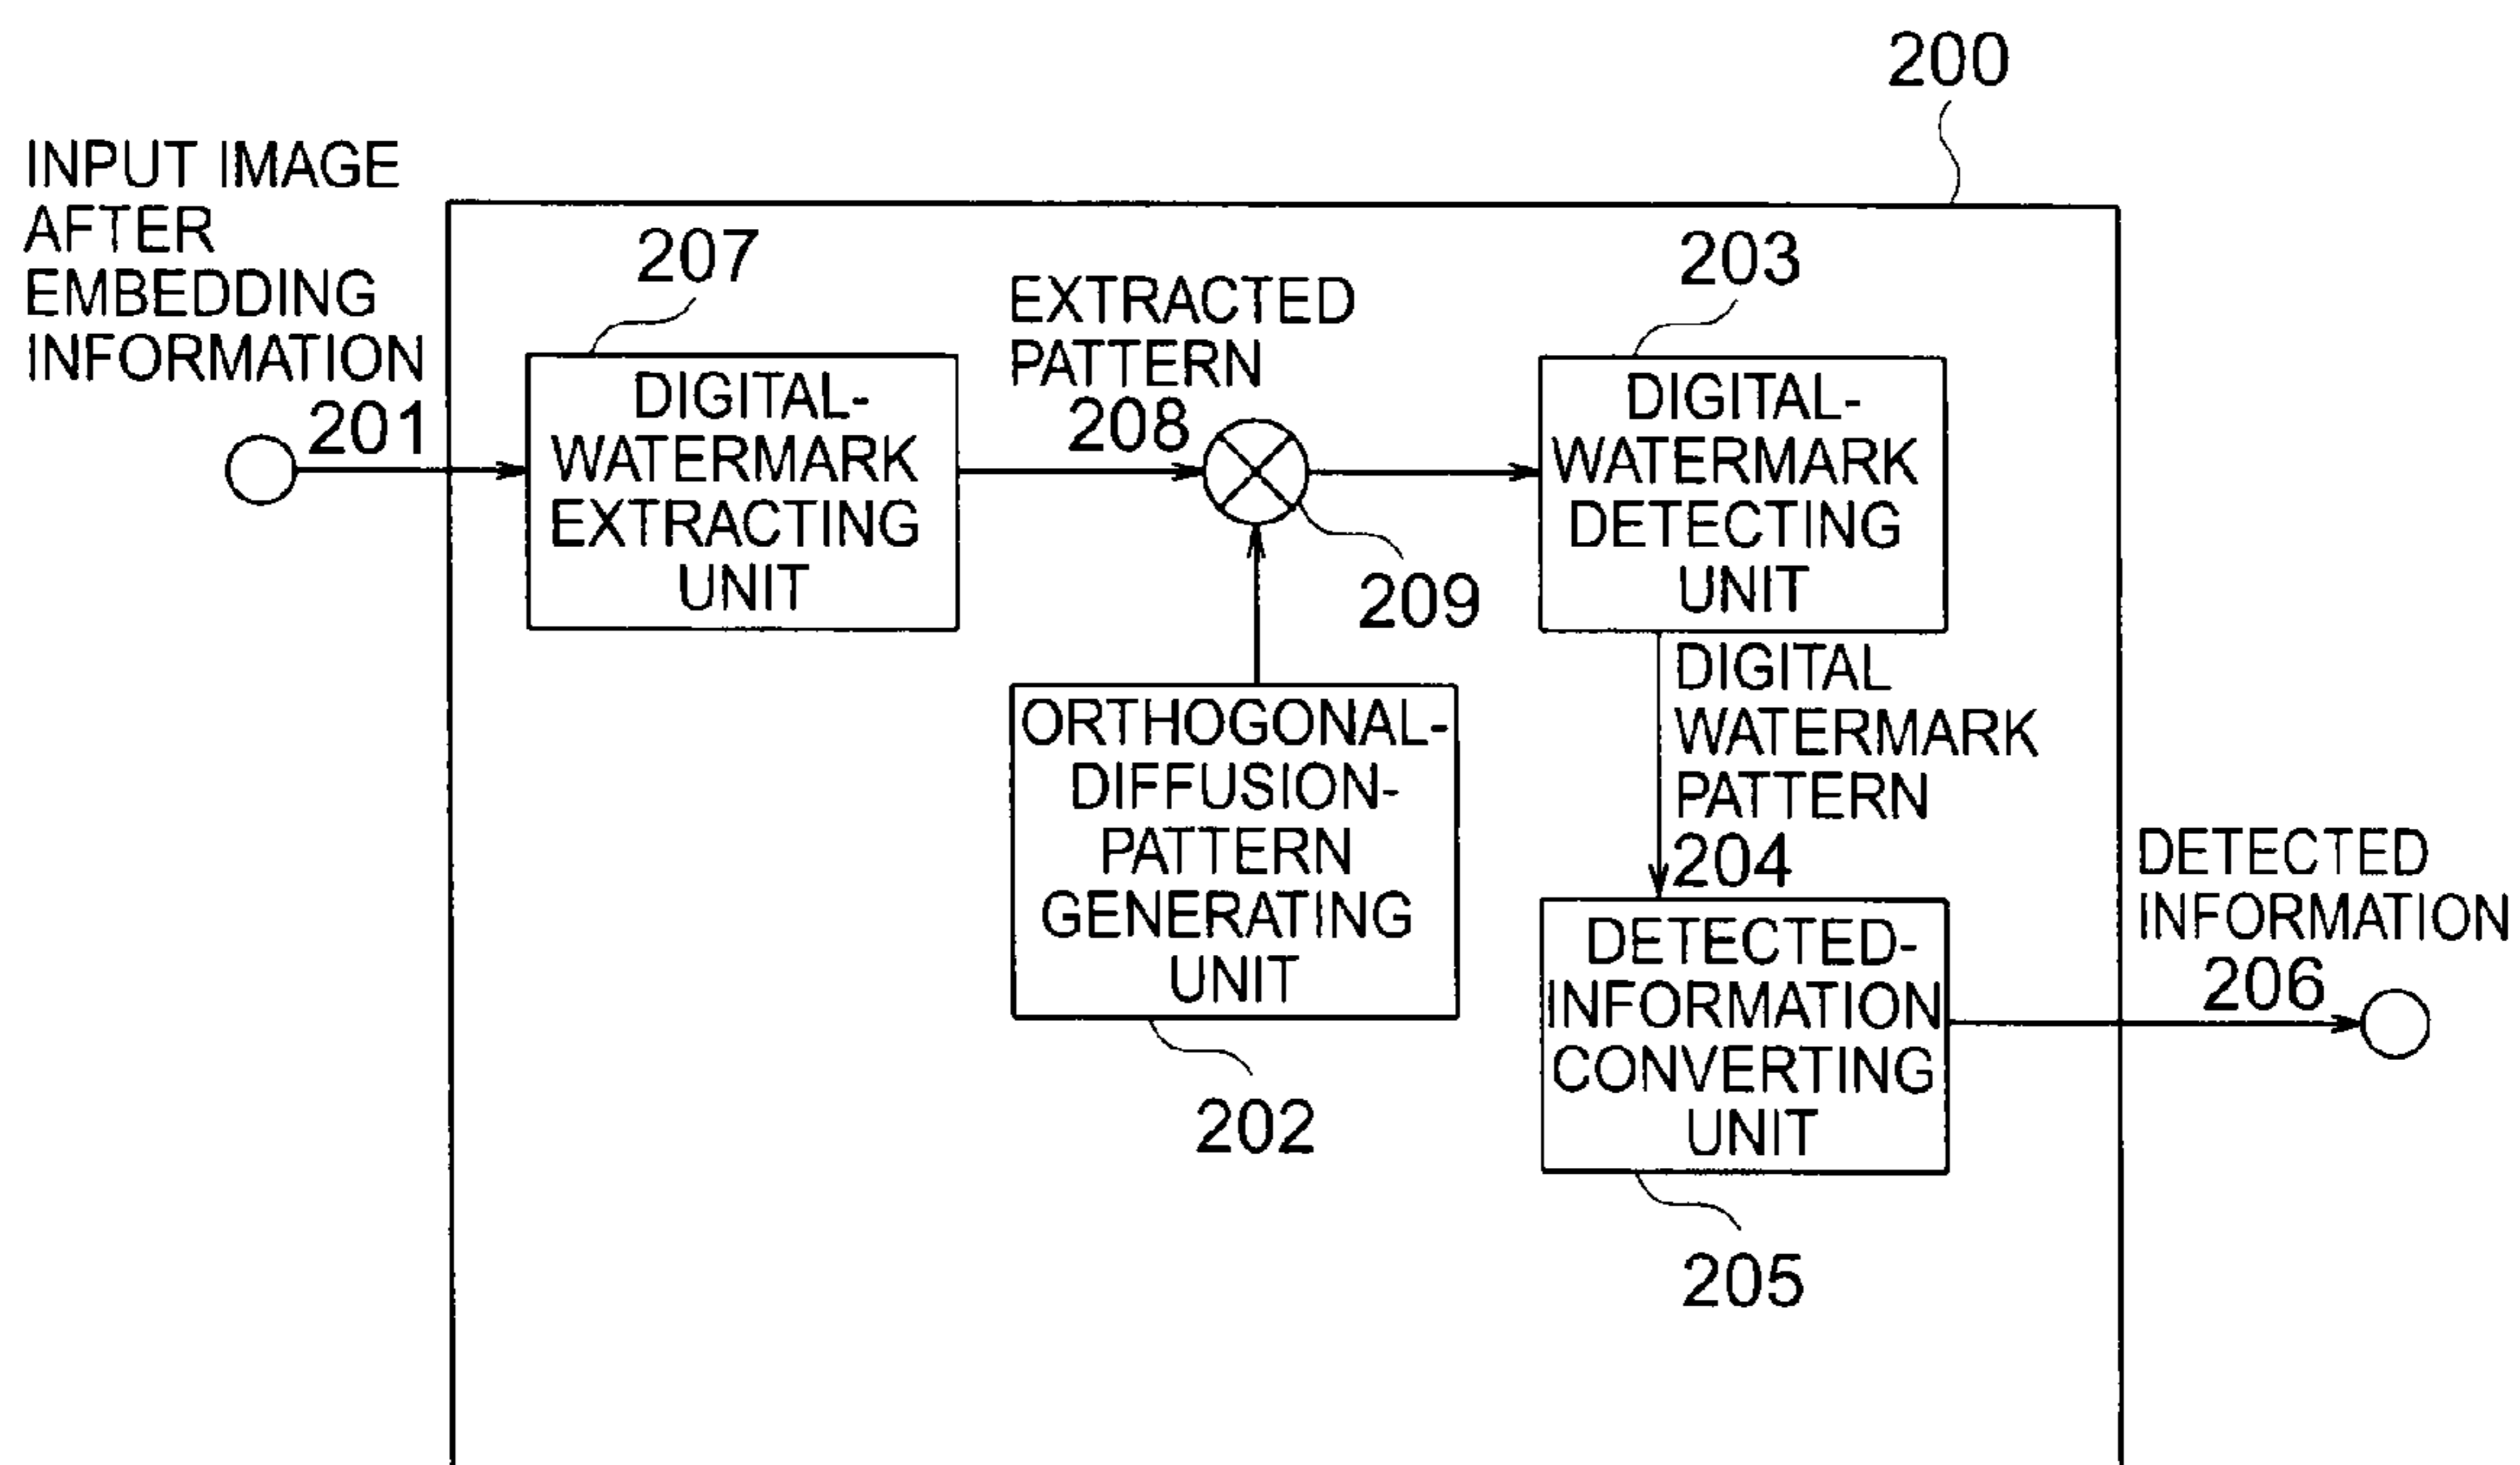 200
INPUT IMAGE
AFTER
EMBEDDING
INFORMATION
201
207
DIGITAL-
WATERMARK
EXTRACTING
UNIT
EXTRACTED
PATTERN
208
209
203
DIGITAL-
WATERMARK
DETECTING
UNIT
ORTHOGONAL-
DIFFUSION-
PATTERN
GENERATING
UNIT
202
DIGITAL
WATERMARK
PATTERN
204
DETECTED-
INFORMATION
CONVERTING
UNIT
205
DETECTED
INFORMATION
206